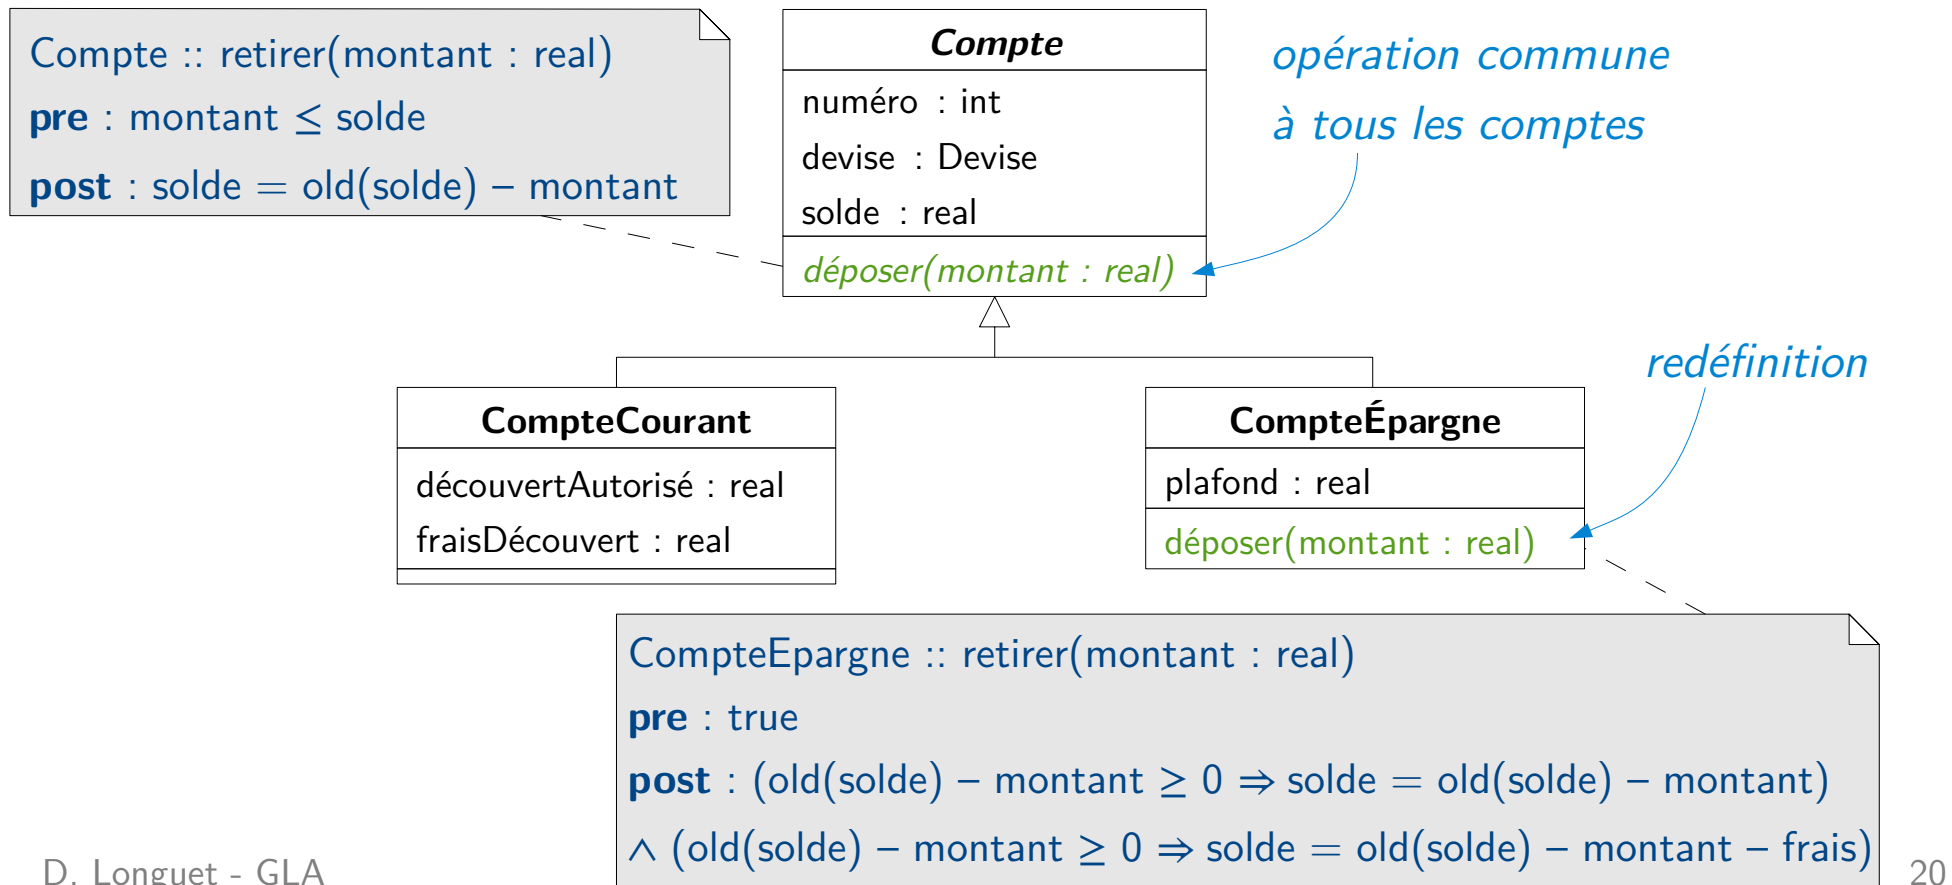 Compte :: retirer(montant : real)
pre : montant ≤ solde
post : solde = old(solde) – montant
Compte
numéro : int
devise : Devise
solde : real
déposer(montant : real)
opération commune
à tous les comptes
redéfinition
CompteCourant
découvertAutorisé : real
fraisDécouvert : real
CompteÉpargne
plafond : real
déposer(montant : real)
CompteEpargne :: retirer(montant : real)
pre : true
post : (old(solde) – montant ≥ 0 ⇒ solde = old(solde) – montant)
∧ (old(solde) – montant ≥ 0 ⇒ solde = old(solde) – montant – frais)
D. Longuet - GLA
20